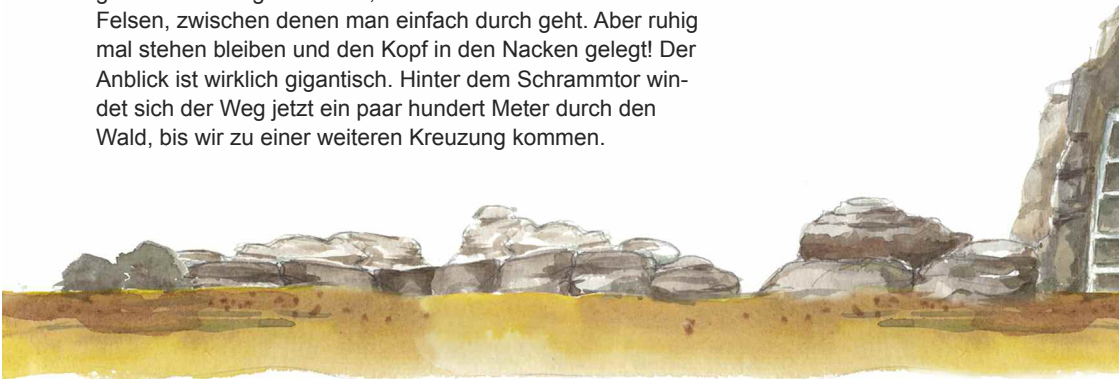 Felsen, zwischen denen man einfach durch geht. Aber ruhig
mal stehen bleiben und den Kopf in den Nacken gelegt! Der
Anblick ist wirklich gigantisch. Hinter dem Schrammtor win-
det sich der Weg jetzt ein paar hundert Meter durch den
Wald, bis wir zu einer weiteren Kreuzung kommen.